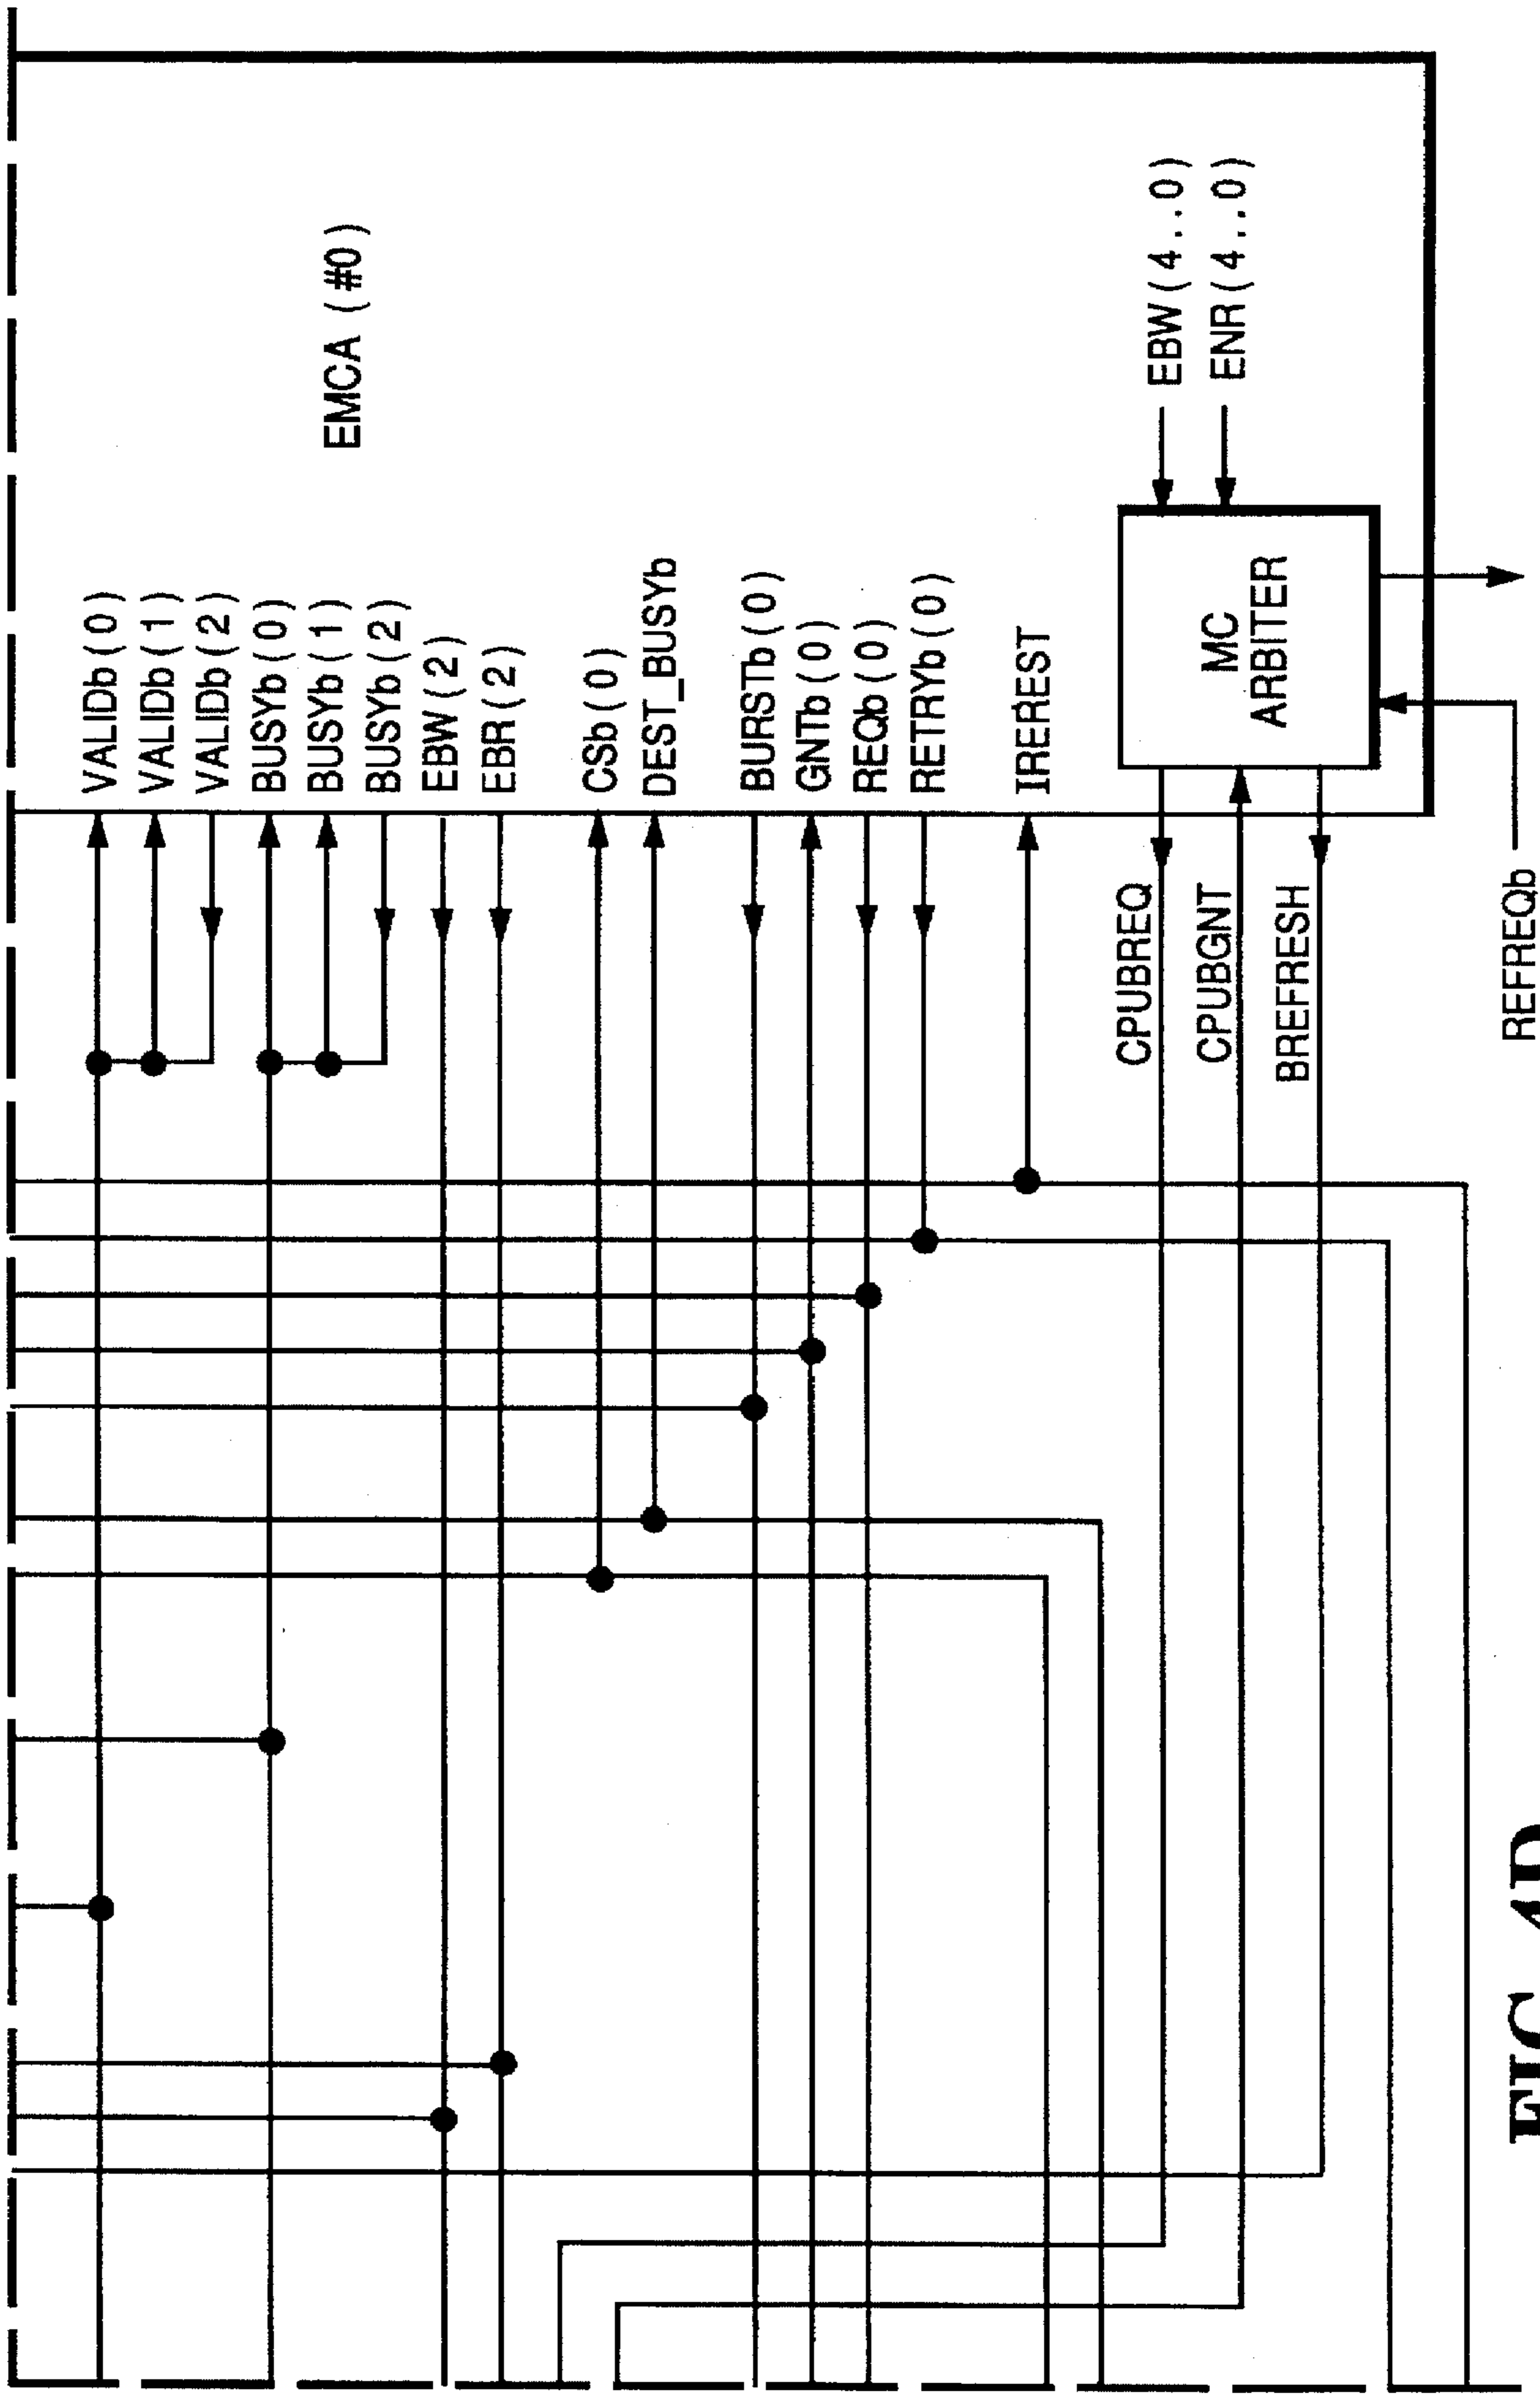 EMCA (#0)
VALIDb(0)
VALIDb(1)
VALIDb(2)
BUSYb(0)
BUSYb(1)
BUSYb(2)
EBW(2)
EBR(2)
CSb(0)
DEST_BUSYb
BURSTb(0)
GNTb(0)
REQb(0)
RETRYb(0)
IREREST
EBW(4..0)
ENR(4..0)
MC
ARBITER
CPUBREQ
CPUBGNT
BREFRESH
REFREQb